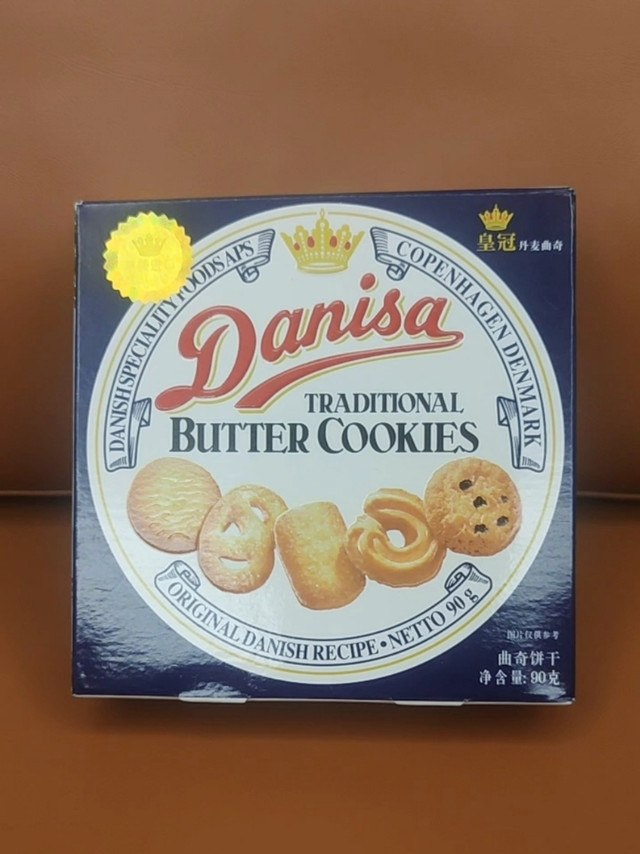 皇冠丹麦曲奇
DANISH SPECIALITY FOODS APS
COPENHAGEN DENMARK
Danisa
TRADITIONAL
BUTTER COOKIES
ORIGINAL DANISH RECIPE • NETTO 90 g
图片仅供参考
曲奇饼干
净含量: 90克